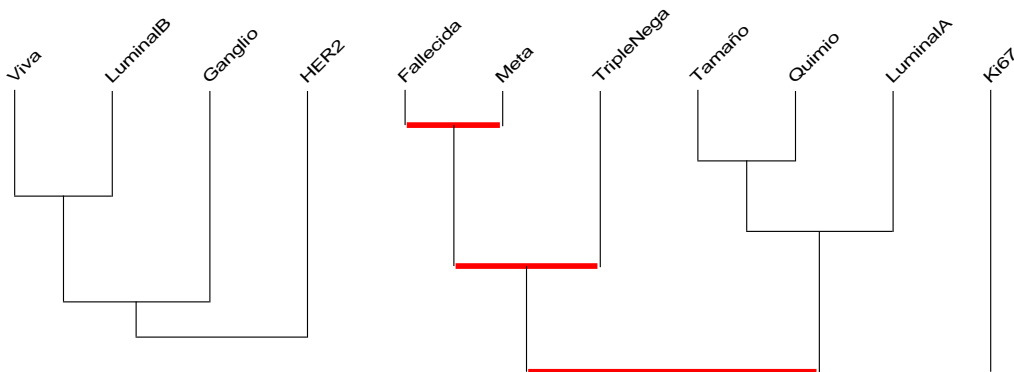 Viva
LuminalB
Ganglio
HER2
Fallecida
Meta
TripleNega
Tamaño
Quimio
LuminalA
Ki67